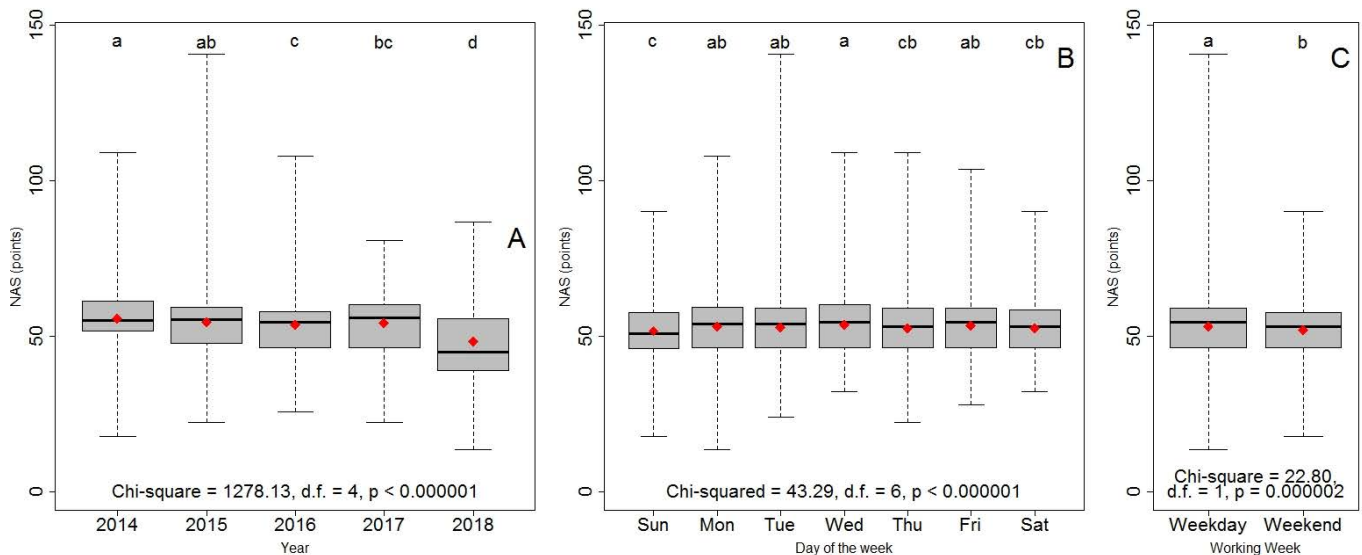 150
100
50
0
NAS (points)
a ab c bc d
A
Chi-square = 1278.13, d.f. = 4, p < 0.000001
2014 2015 2016 2017 2018
Year
150
100
50
0
NAS (points)
c ab ab a cb ab cb
B
Chi-squared = 43.29, d.f. = 6, p < 0.000001
Sun Mon Tue Wed Thu Fri Sat
Day of the week
150
100
50
0
NAS (points)
a b
C
Chi-square = 22.80,
d.f. = 1, p = 0.000002
Weekday Weekend
Working Week